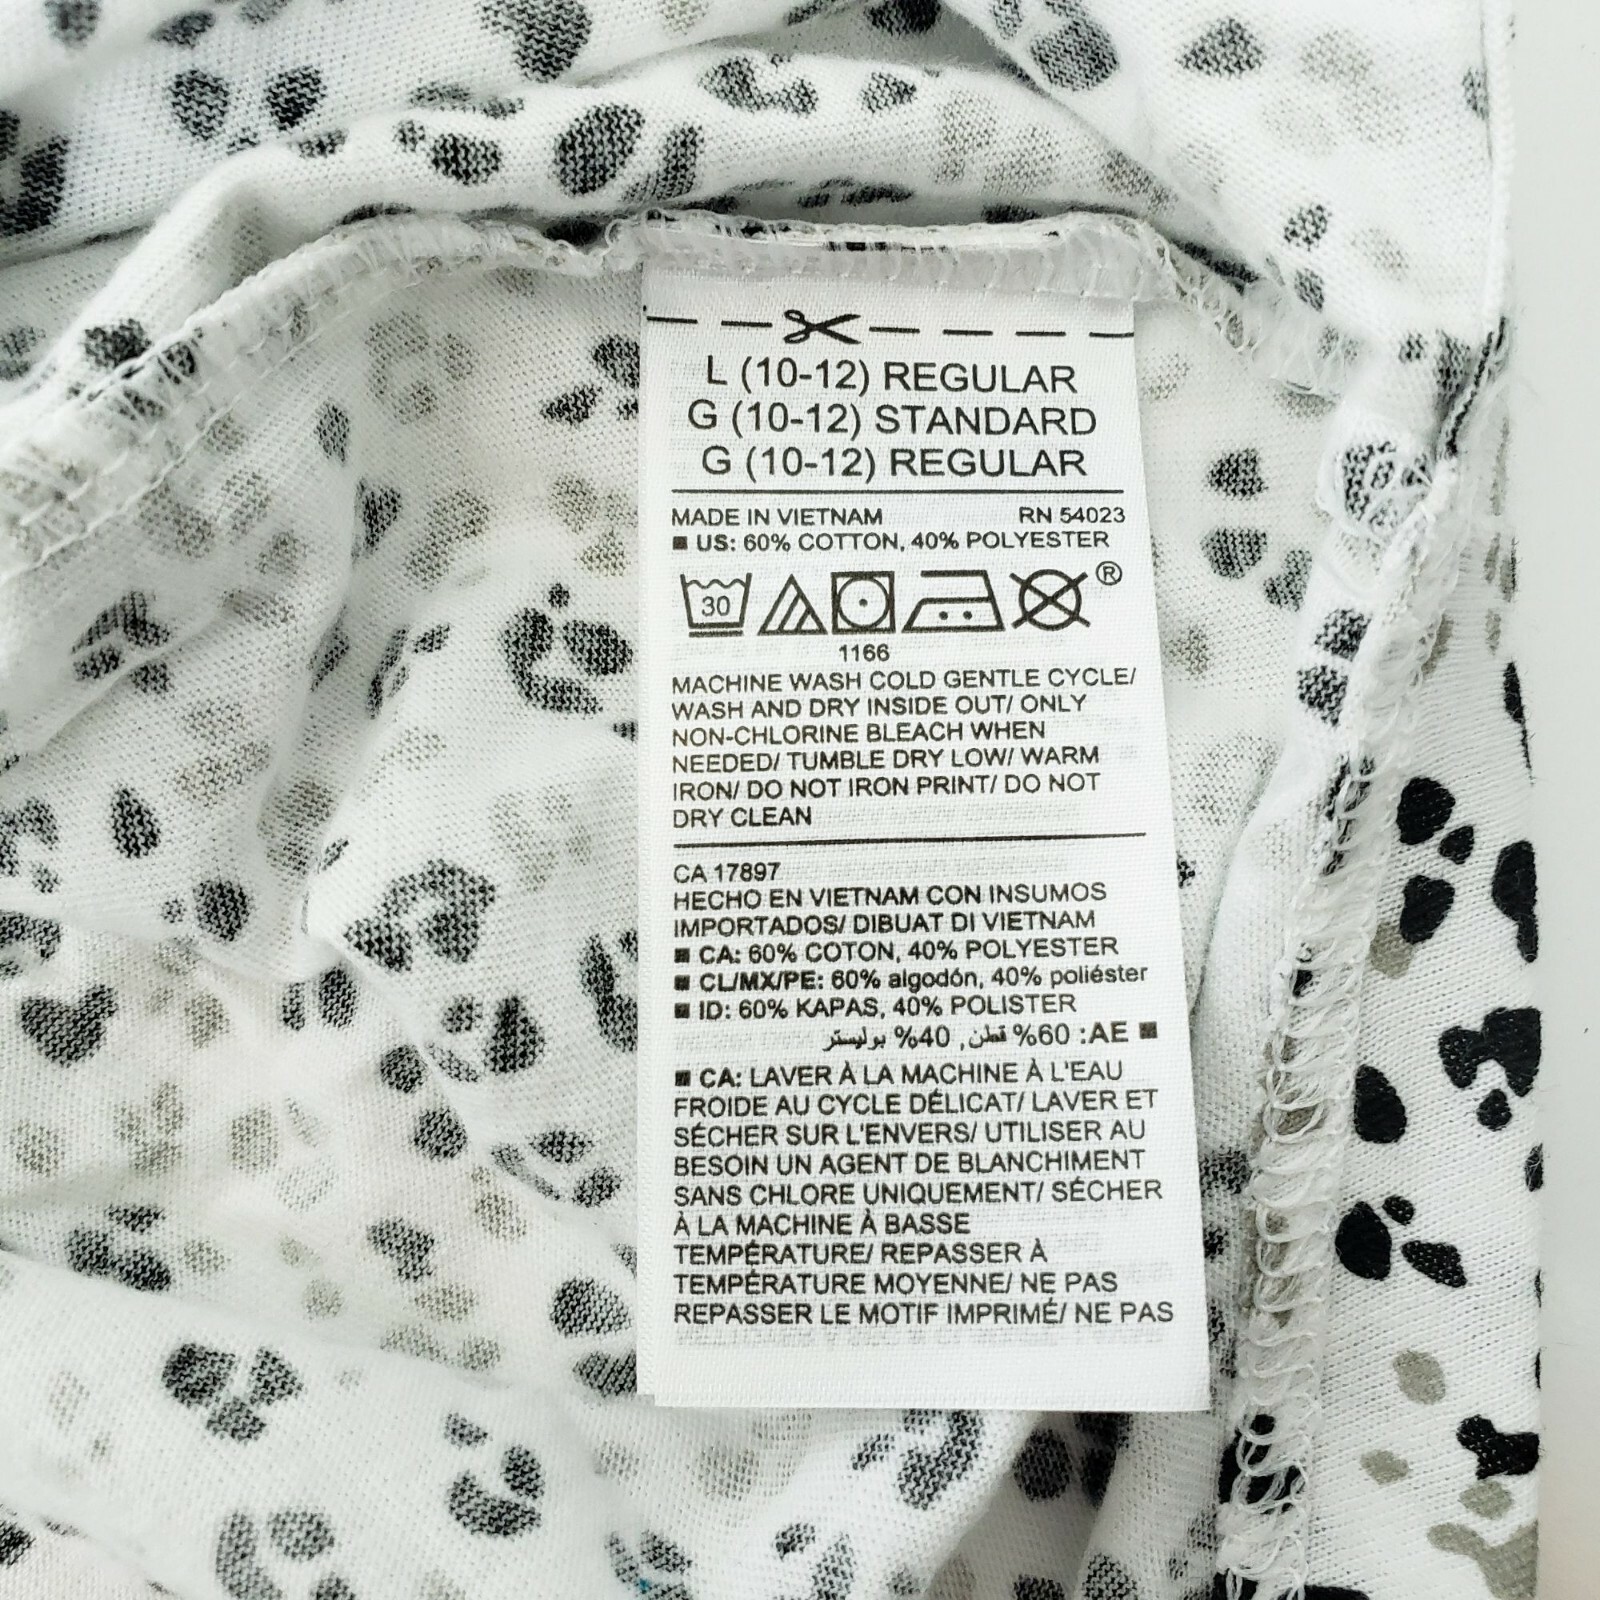 L (10-12) REGULAR
G (10-12) STANDARD
G (10-12) REGULAR
MADE IN VIETNAM RN 54023
■ US: 60% COTTON, 40% POLYESTER
30 ®
1166
MACHINE WASH COLD GENTLE CYCLE/
WASH AND DRY INSIDE OUT/ ONLY
NON-CHLORINE BLEACH WHEN
NEEDED/ TUMBLE DRY LOW/ WARM
IRON/ DO NOT IRON PRINT/ DO NOT
DRY CLEAN
CA 17897
HECHO EN VIETNAM CON INSUMOS
IMPORTADOS/ DIBUAT DI VIETNAM
■ CA: 60% COTON, 40% POLYESTER
■ CL/MX/PE: 60% algodón, 40% poliéster
■ ID: 60% KAPAS, 40% POLISTER
■ AE: 60% قطن, 40% بوليستر
■ CA: LAVER À LA MACHINE À L'EAU
FROIDE AU CYCLE DÉLICAT/ LAVER ET
SÉCHER SUR L'ENVERS/ UTILISER AU
BESOIN UN AGENT DE BLANCHIMENT
SANS CHLORE UNIQUEMENT/ SÉCHER
À LA MACHINE À BASSE
TEMPÉRATURE/ REPASSER À
TEMPÉRATURE MOYENNE/ NE PAS
REPASSER LE MOTIF IMPRIMÉ/ NE PAS